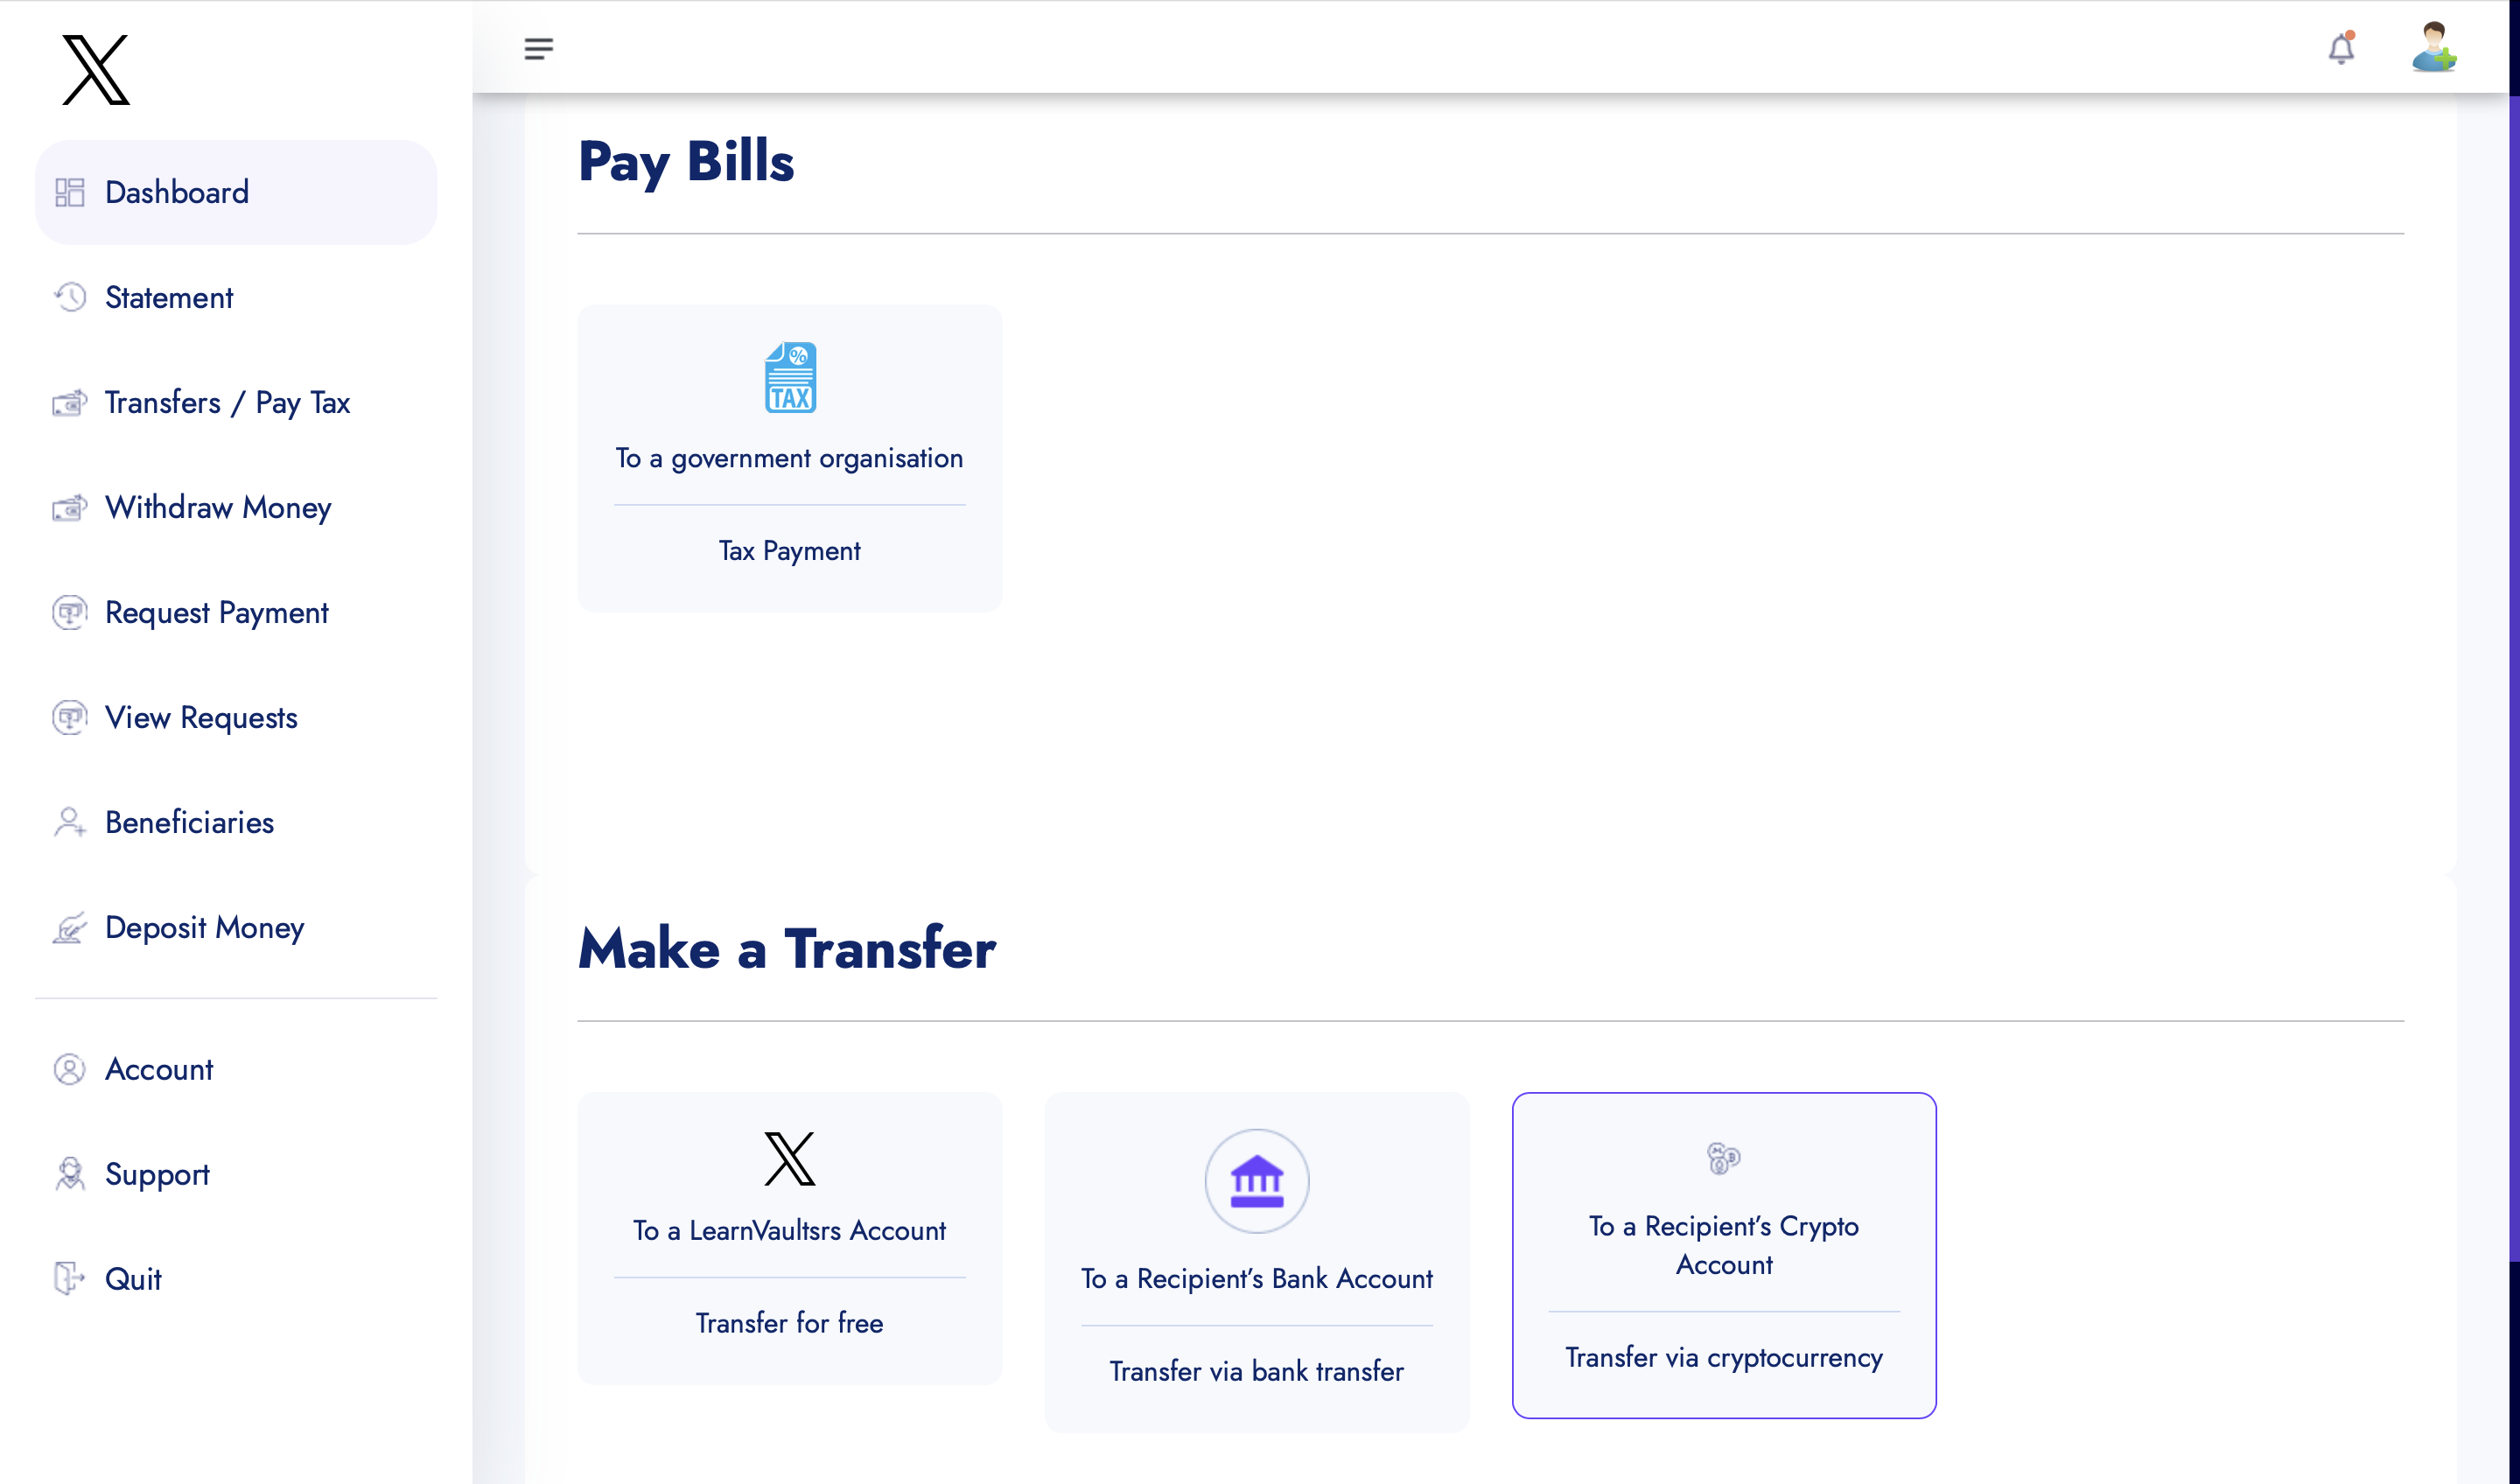 Dashboard
Statement
Transfers / Pay Tax
Withdraw Money
Request Payment
View Requests
Beneficiaries
Deposit Money
Account
Support
Quit
Pay Bills
%
TAX
To a government organisation
Tax Payment
Make a Transfer
To a LearnVaultsrs Account
Transfer for free
To a Recipient's Bank Account
Transfer via bank transfer
To a Recipient's Crypto
Account
Transfer via cryptocurrency